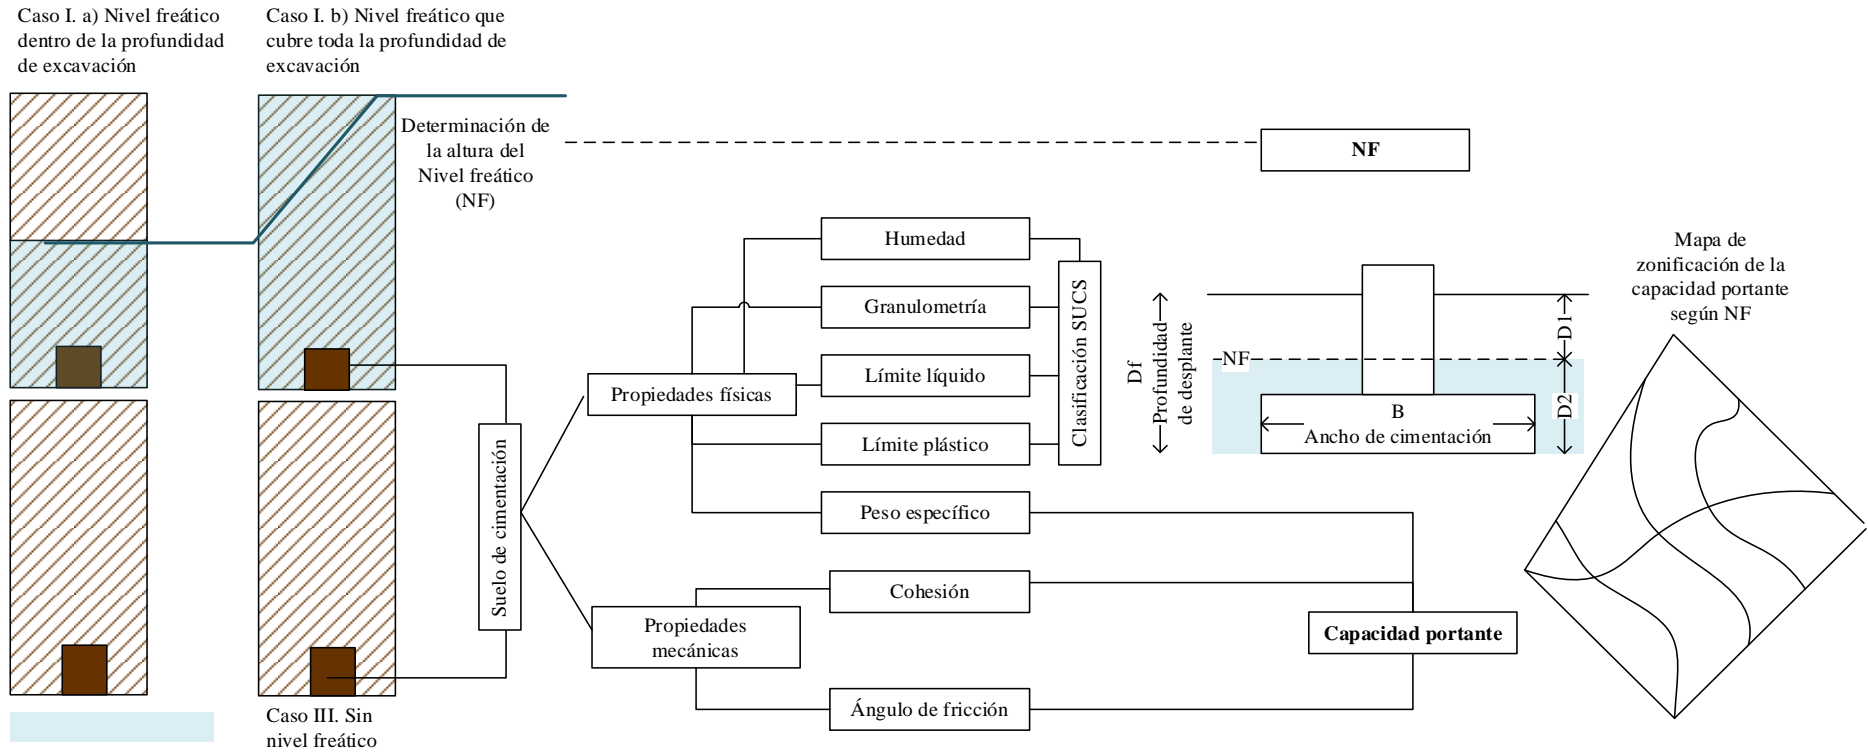 Caso I. a) Nivel freático
dentro de la profundidad
de excavación
Caso I. b) Nivel freático que
cubre toda la profundidad de
excavación
Determinación de
la altura del
Nivel freático
(NF)
NF
Humedad
Granulometría
Límite líquido
Límite plástico
Peso específico
Clasificación SUCS
Propiedades físicas
Suelo de cimentación
Propiedades
mecánicas
Cohesión
Ángulo de fricción
Capacidad portante
Df
Profundidad
de desplante
NF
D1
D2
B
Ancho de cimentación
Mapa de
zonificación de la
capacidad portante
según NF
Caso III. Sin
nivel freático